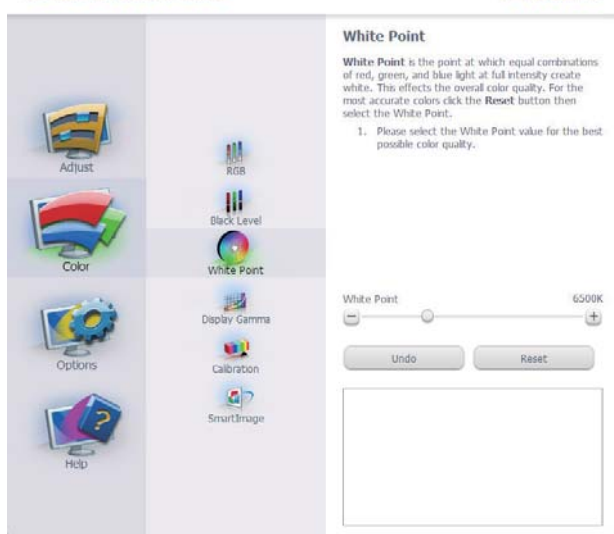 Adjust
Color
Options
Help
RGB
Black Level
White Point
Display Gamma
Calibration
SmartImage
White Point
White Point is the point at which equal combinations
of red, green, and blue light at full intensity create
white. This effects the overall color quality. For the
most accurate colors click the Reset button then
select the White Point.
1. Please select the White Point value for the best
possible color quality.
White Point 6500K
Undo Reset